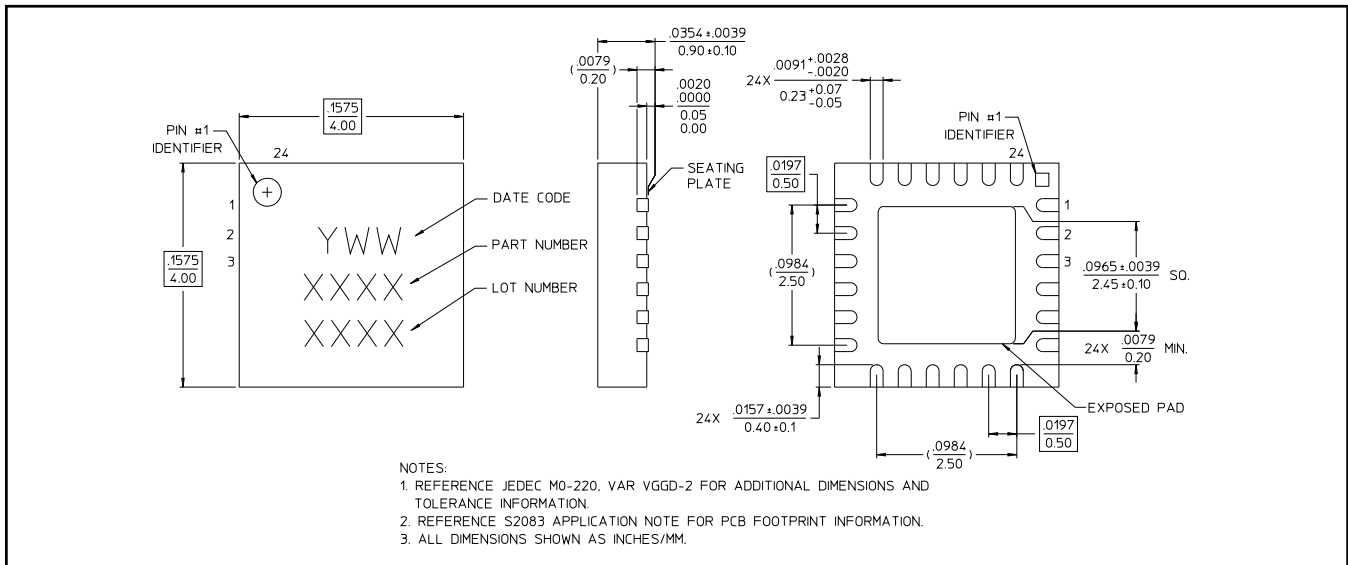 .0354 ±.0039
0.90 ±0.10
(.0079)
0.20
.0020
.0000
0.05
0.00
.1575
4.00
PIN #1
IDENTIFIER
24
1
2
3
.1575
4.00
YWW
XXXX
XXXX
DATE CODE
PART NUMBER
LOT NUMBER
SEATING
PLATE
24X .0091 +.0028 -.0020
0.23 +0.07 -0.05
PIN #1
IDENTIFIER
24
.0197
0.50
1
2
3
(.0984)
2.50
.0965 ±.0039
2.45 ±0.10 SQ.
24X .0079 MIN.
0.20
EXPOSED PAD
24X .0157 ±.0039
0.40 ±0.1
.0197
0.50
(.0984)
2.50
NOTES:
1. REFERENCE JEDEC MO-220, VAR VGGD-2 FOR ADDITIONAL DIMENSIONS AND
TOLERANCE INFORMATION.
2. REFERENCE S2083 APPLICATION NOTE FOR PCB FOOTPRINT INFORMATION.
3. ALL DIMENSIONS SHOWN AS INCHES/MM.